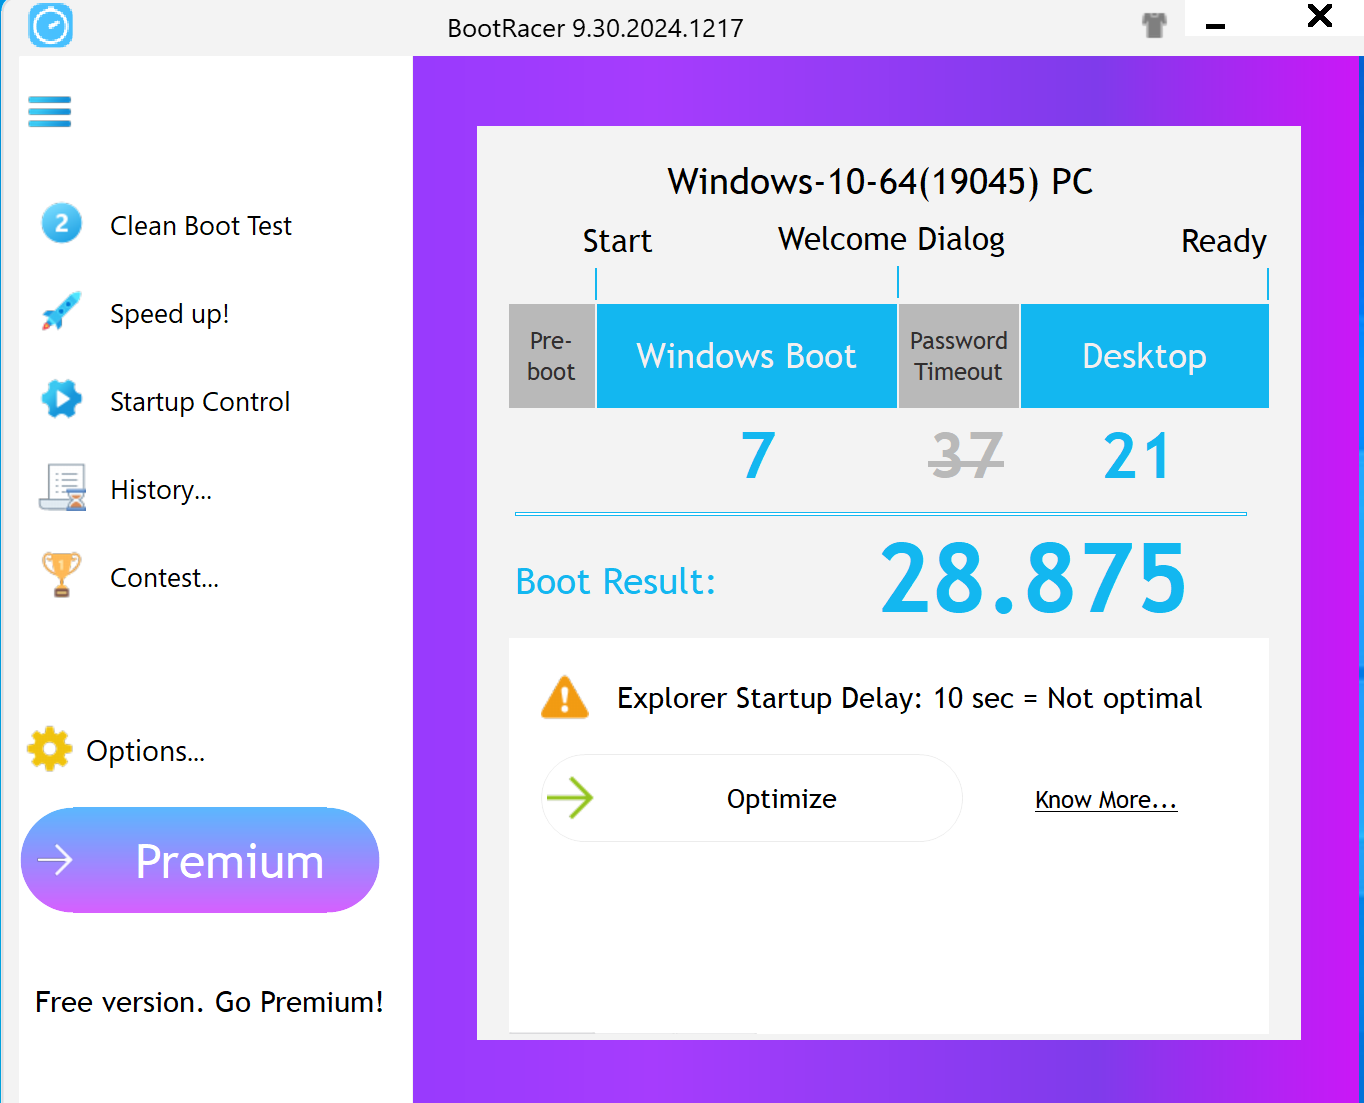 BootRacer 9.30.2024.1217
2 Clean Boot Test
Speed up!
Startup Control
History...
1
Contest...
Options...
Premium
Free version. Go Premium!
Windows-10-64(19045) PC
Start Welcome Dialog Ready
Pre-
boot
Windows Boot
Password
Timeout
Desktop
7 37 21
Boot Result: 28.875
Explorer Startup Delay: 10 sec = Not optimal
Optimize Know More...